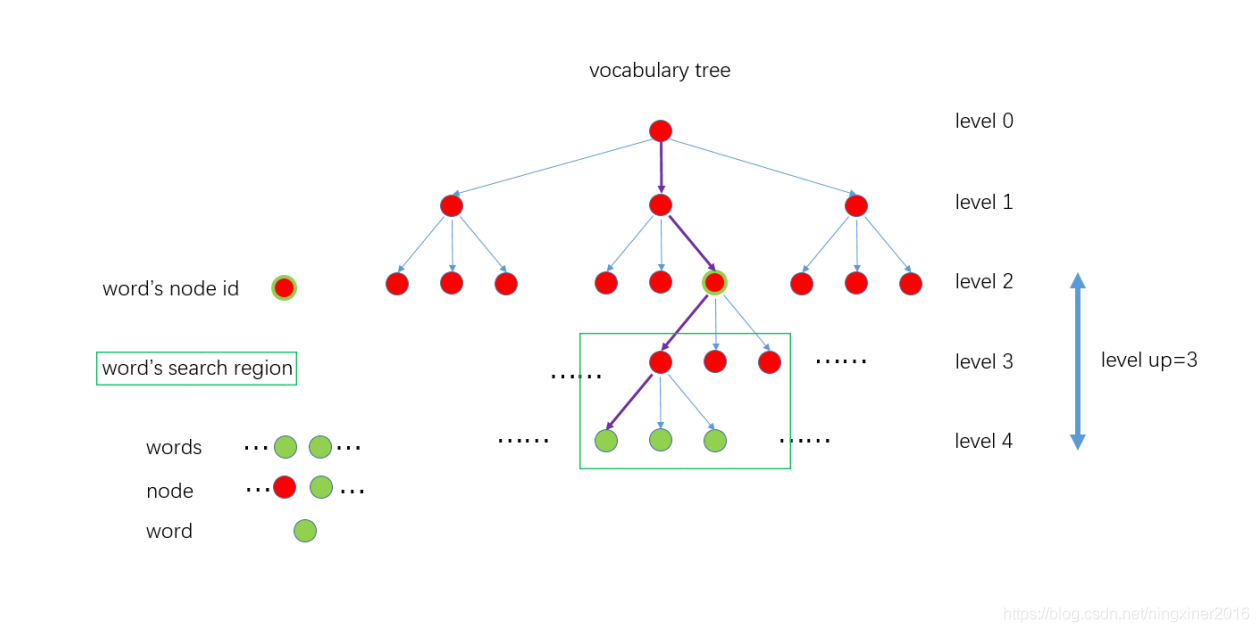 vocabulary tree
level 0
level 1
level 2
word's node id
level 3
word's search region
level up=3
level 4
words
node
word
https://blog.csdn.net/ningxiner2016